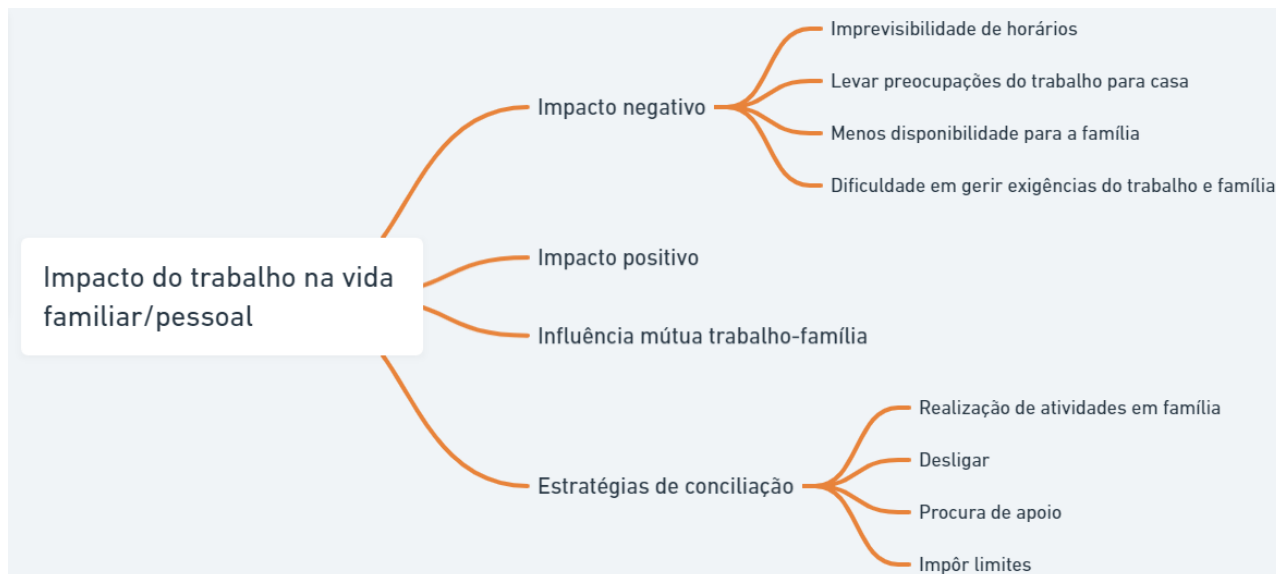 Impacto do trabalho na vida
familiar/pessoal
Impacto negativo
Imprevisibilidade de horários
Levar preocupações do trabalho para casa
Menos disponibilidade para a família
Dificuldade em gerir exigências do trabalho e família
Impacto positivo
Influência mútua trabalho-família
Estratégias de conciliação
Realização de atividades em família
Desligar
Procura de apoio
Impôr limites